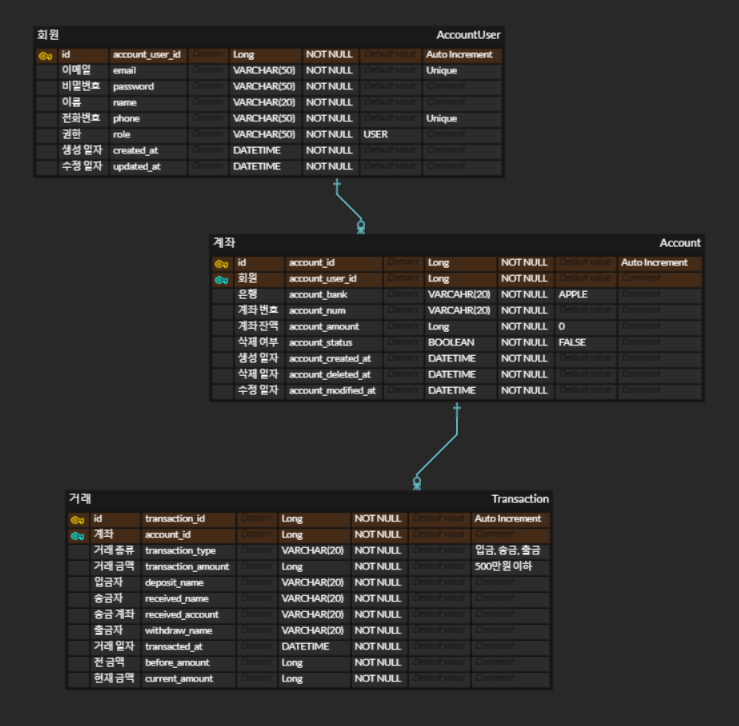 회원 AccountUser
id account_user_id Domain Long NOT NULL Default value Auto Increment
이메일 email Domain VARCHAR(50) NOT NULL Default value Unique
비밀번호 password Domain VARCHAR(50) NOT NULL Default value Comment
이름 name Domain VARCHAR(20) NOT NULL Default value Comment
전화번호 phone Domain VARCHAR(50) NOT NULL Default value Unique
권한 role Domain VARCHAR(50) NOT NULL USER Comment
생성 일자 created_at Domain DATETIME NOT NULL Default value Comment
수정 일자 updated_at Domain DATETIME NOT NULL Default value Comment
계좌 Account
id account_id Domain Long NOT NULL Default value Auto Increment
회원 account_user_id Domain Long NOT NULL Default value Comment
은행 account_bank Domain VARCAHR(20) NOT NULL APPLE Comment
계좌 번호 account_num Domain VARCAHR(20) NOT NULL Default value Comment
계좌 잔액 account_amount Domain Long NOT NULL 0 Comment
삭제 여부 account_status Domain BOOLEAN NOT NULL FALSE Comment
생성 일자 account_created_at Domain DATETIME NOT NULL Default value Comment
삭제 일자 account_deleted_at Domain DATETIME NOT NULL Default value Comment
수정 일자 account_modified_at Domain DATETIME NOT NULL Default value Comment
거래 Transaction
id transaction_id Domain Long NOT NULL Default value Auto Increment
계좌 account_id Domain Long NOT NULL Default value Comment
거래 종류 transaction_type Domain VARCHAR(20) NOT NULL Default value 입금, 송금, 출금
거래 금액 transaction_amount Domain Long NOT NULL Default value 500만원 이하
입금자 deposit_name Domain VARCHAR(20) NOT NULL Default value Comment
송금자 received_name Domain VARCHAR(20) NOT NULL Default value Comment
송금 계좌 received_account Domain VARCHAR(20) NOT NULL Default value Comment
출금자 withdraw_name Domain VARCHAR(20) NOT NULL Default value Comment
거래 일자 transacted_at Domain DATETIME NOT NULL Default value Comment
전 금액 before_amount Domain Long NOT NULL Default value Comment
현재 금액 current_amount Domain Long NOT NULL Default value Comment